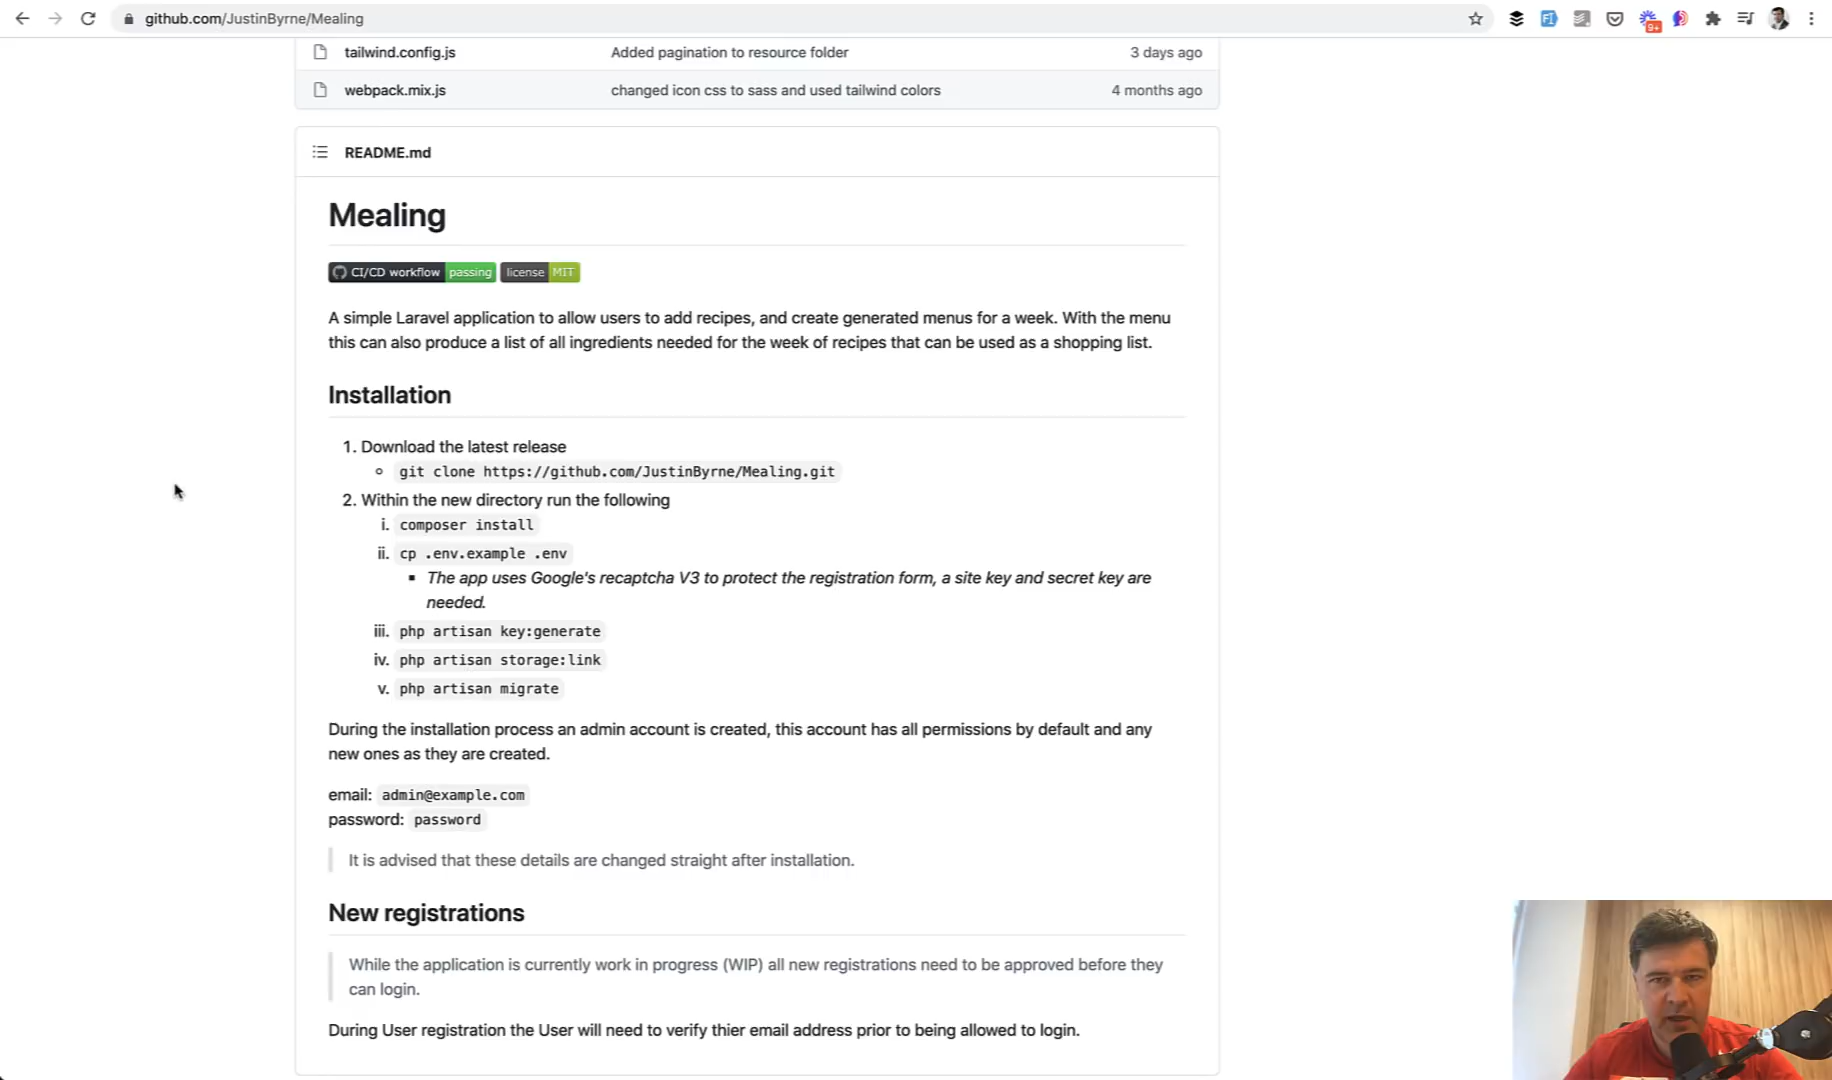 github.com/JustinByrne/Mealing
9+
tailwind.config.js Added pagination to resource folder 3 days ago
webpack.mix.js changed icon css to sass and used tailwind colors 4 months ago
README.md
Mealing
CI/CD workflow passing license MIT
A simple Laravel application to allow users to add recipes, and create generated menus for a week. With the menu
this can also produce a list of all ingredients needed for the week of recipes that can be used as a shopping list.
Installation
1. Download the latest release
git clone https://github.com/JustinByrne/Mealing.git
2. Within the new directory run the following
i. composer install
ii. cp .env.example .env
The app uses Google's recaptcha V3 to protect the registration form, a site key and secret key are
needed.
iii. php artisan key:generate
iv. php artisan storage:link
v. php artisan migrate
During the installation process an admin account is created, this account has all permissions by default and any
new ones as they are created.
email: admin@example.com
password: password
It is advised that these details are changed straight after installation.
New registrations
While the application is currently work in progress (WIP) all new registrations need to be approved before they
can login.
During User registration the User will need to verify thier email address prior to being allowed to login.